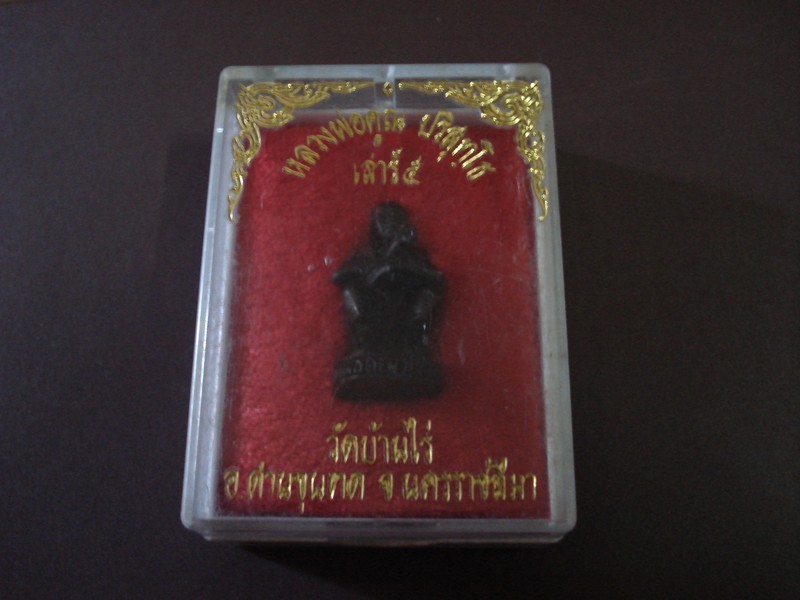 หลวงพ่อคูณ ปริสุทฺโธ
เสาร์ ๕
วัดบ้านไร่
อ.ด่านขุนทด จ.นครราชสีมา